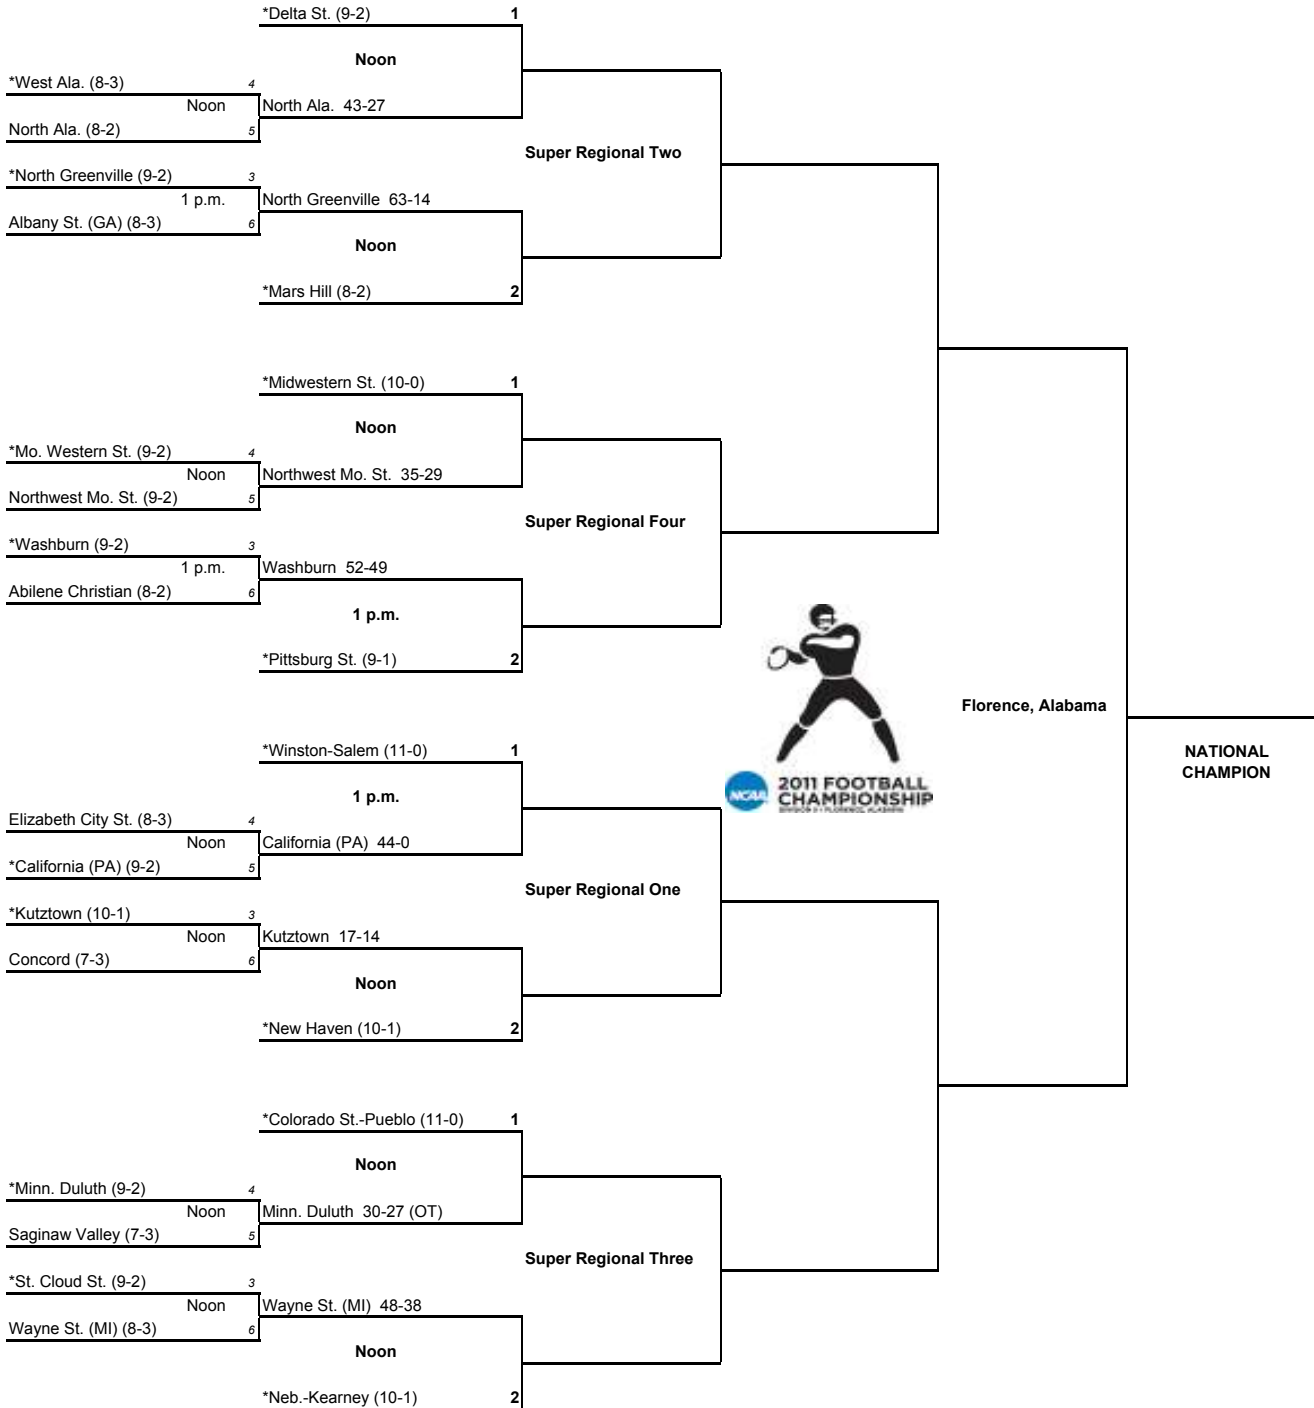 *Delta St. (9-2) 1
Noon
*West Ala. (8-3) 4
Noon North Ala. 43-27
North Ala. (8-2) 5
Super Regional Two
*North Greenville (9-2) 3
1 p.m. North Greenville 63-14
Albany St. (GA) (8-3) 6
Noon
*Mars Hill (8-2) 2
*Midwestern St. (10-0) 1
Noon
*Mo. Western St. (9-2) 4
Noon Northwest Mo. St. 35-29
Northwest Mo. St. (9-2) 5
Super Regional Four
*Washburn (9-2) 3
1 p.m. Washburn 52-49
Abilene Christian (8-2) 6
1 p.m.
*Pittsburg St. (9-1) 2
Florence, Alabama
*Winston-Salem (11-0) 1
NATIONAL
CHAMPION
NCAA 2011 FOOTBALL
CHAMPIONSHIP
DIVISION II • FLORENCE, ALABAMA
1 p.m.
Elizabeth City St. (8-3) 4
Noon California (PA) 44-0
*California (PA) (9-2) 5
Super Regional One
*Kutztown (10-1) 3
Noon Kutztown 17-14
Concord (7-3) 6
Noon
*New Haven (10-1) 2
*Colorado St.-Pueblo (11-0) 1
Noon
*Minn. Duluth (9-2) 4
Noon Minn. Duluth 30-27 (OT)
Saginaw Valley (7-3) 5
Super Regional Three
*St. Cloud St. (9-2) 3
Noon Wayne St. (MI) 48-38
Wayne St. (MI) (8-3) 6
Noon
*Neb.-Kearney (10-1) 2